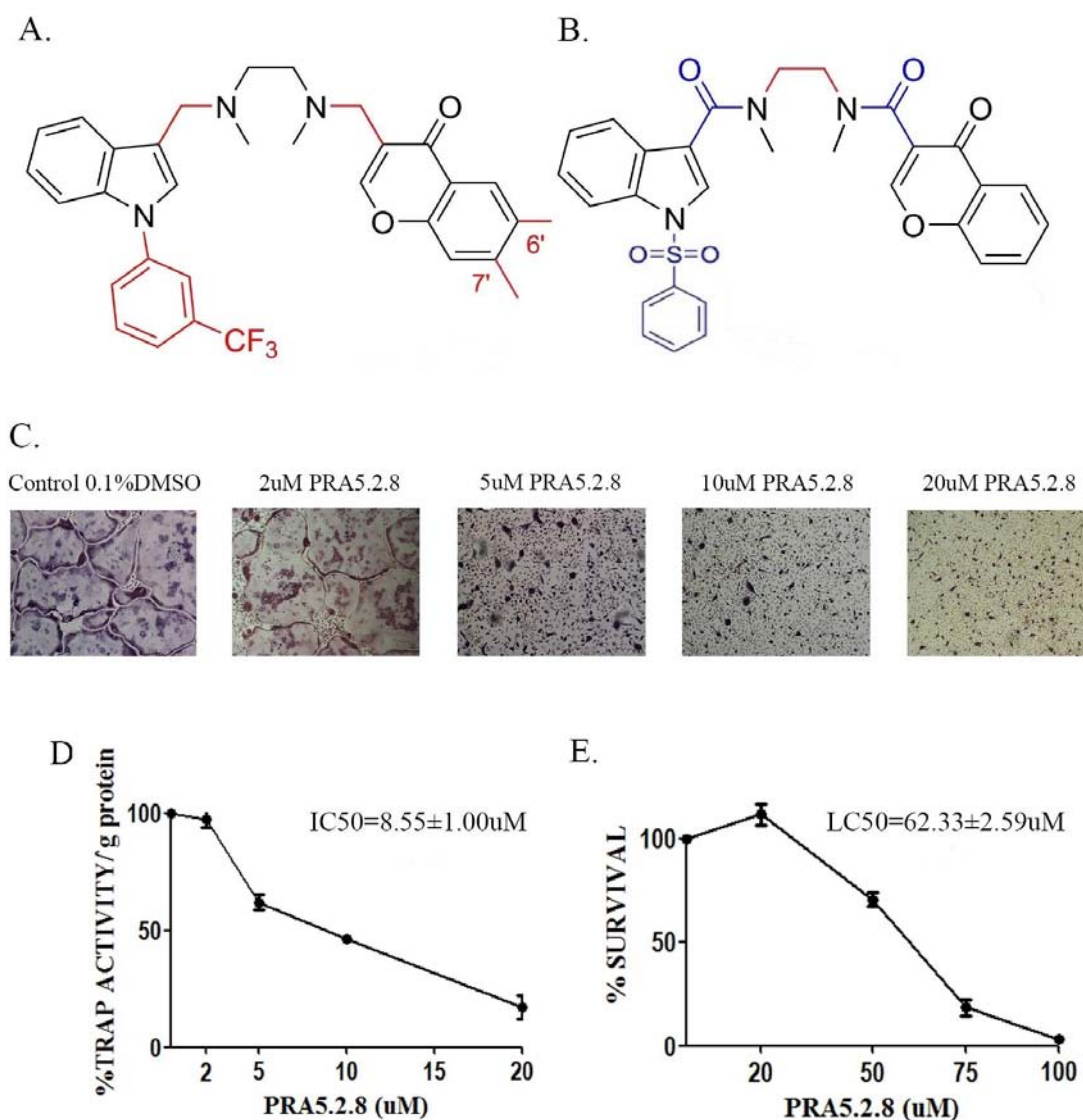 A.
B.
N
N
O
O
N
CF3
6'
7'
O
N
N
O
O
O
N
O=S=O
C.
Control 0.1%DMSO
2uM PRA5.2.8
5uM PRA5.2.8
10uM PRA5.2.8
20uM PRA5.2.8
D
%TRAP ACTIVITY/ g protein
100
50
0
IC50=8.55±1.00uM
2
5
10
15
20
PRA5.2.8 (uM)
E.
% SURVIVAL
100
50
0
LC50=62.33±2.59uM
20
50
75
100
PRA5.2.8 (uM)